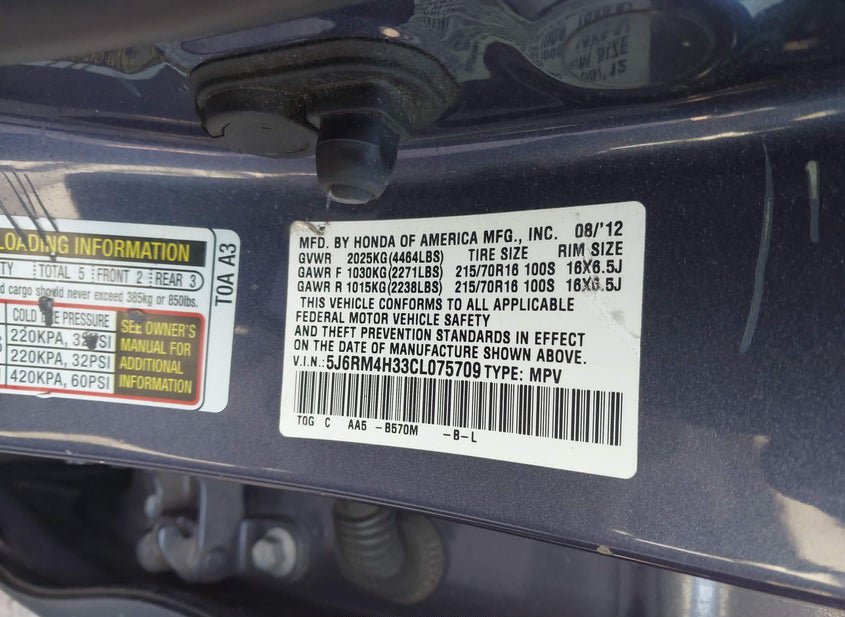 LOADING INFORMATION
TOTAL 5 FRONT 2 REAR 3
cargo should never exceed 385kg or 850lbs.
COLD PRESSURE
220KPA, 32PSI
220KPA, 32PSI
420KPA, 60PSI
SEE OWNER'S
MANUAL FOR
ADDITIONAL
INFORMATION
T0A A3
MFD. BY HONDA OF AMERICA MFG., INC. 08/'12
GVWR 2025KG(4464LBS) TIRE SIZE RIM SIZE
GAWR F 1030KG(2271LBS) 215/70R16 100S 16X6.5J
GAWR R 1015KG(2238LBS) 215/70R16 100S 16X6.5J
THIS VEHICLE CONFORMS TO ALL APPLICABLE
FEDERAL MOTOR VEHICLE SAFETY
AND THEFT PREVENTION STANDARDS IN EFFECT
ON THE DATE OF MANUFACTURE SHOWN ABOVE.
V.I.N.: 5J6RM4H33CL075709 TYPE: MPV
T0G C AA5 -B570M -B-L